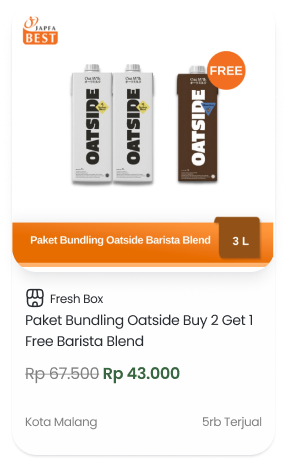 JAPFA
BEST
FREE
OATSIDE
OATSIDE
OATSIDE
Paket Bundling Oatside Barista Blend
3 L
Fresh Box
Paket Bundling Oatside Buy 2 Get 1
Free Barista Blend
Rp 67.500 Rp 43.000
Kota Malang
5rb Terjual